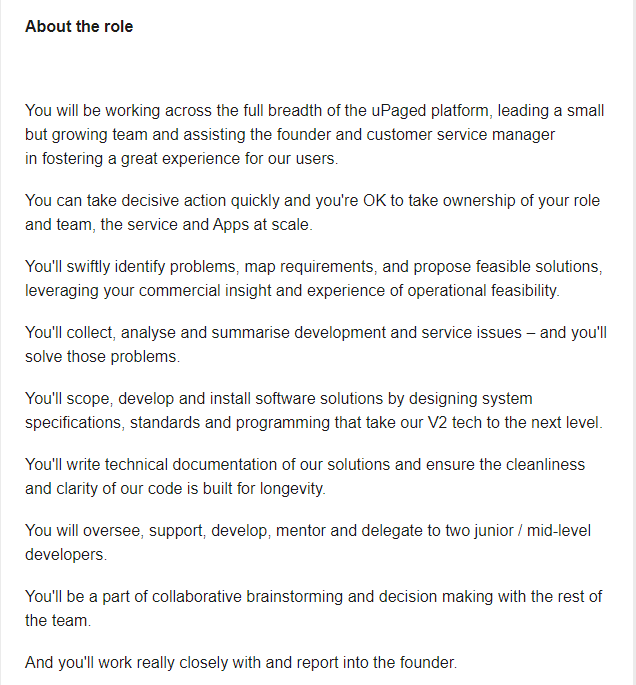 About the role
You will be working across the full breadth of the uPaged platform, leading a small
but growing team and assisting the founder and customer service manager
in fostering a great experience for our users.
You can take decisive action quickly and you're OK to take ownership of your role
and team, the service and Apps at scale.
You'll swiftly identify problems, map requirements, and propose feasible solutions,
leveraging your commercial insight and experience of operational feasibility.
You'll collect, analyse and summarise development and service issues – and you'll
solve those problems.
You'll scope, develop and install software solutions by designing system
specifications, standards and programming that take our V2 tech to the next level.
You'll write technical documentation of our solutions and ensure the cleanliness
and clarity of our code is built for longevity.
You will oversee, support, develop, mentor and delegate to two junior / mid-level
developers.
You'll be a part of collaborative brainstorming and decision making with the rest of
the team.
And you'll work really closely with and report into the founder.